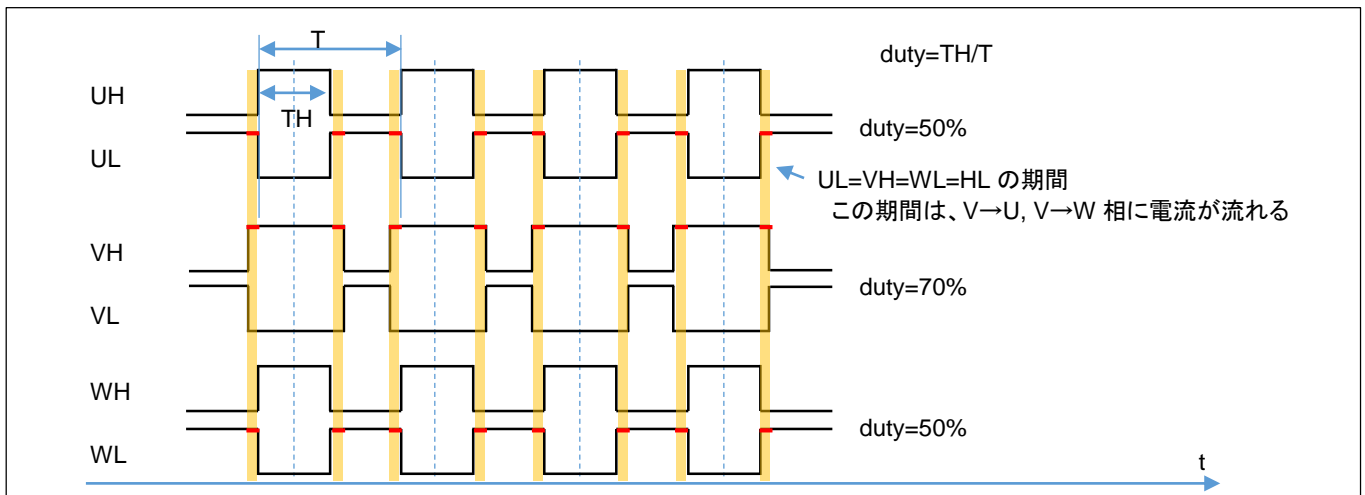 T
duty=TH/T
UH
TH
duty=50%
UL
UL=VH=WL=HL の期間
この期間は、V→U, V→W 相に電流が流れる
VH
duty=70%
VL
WH
duty=50%
WL
t